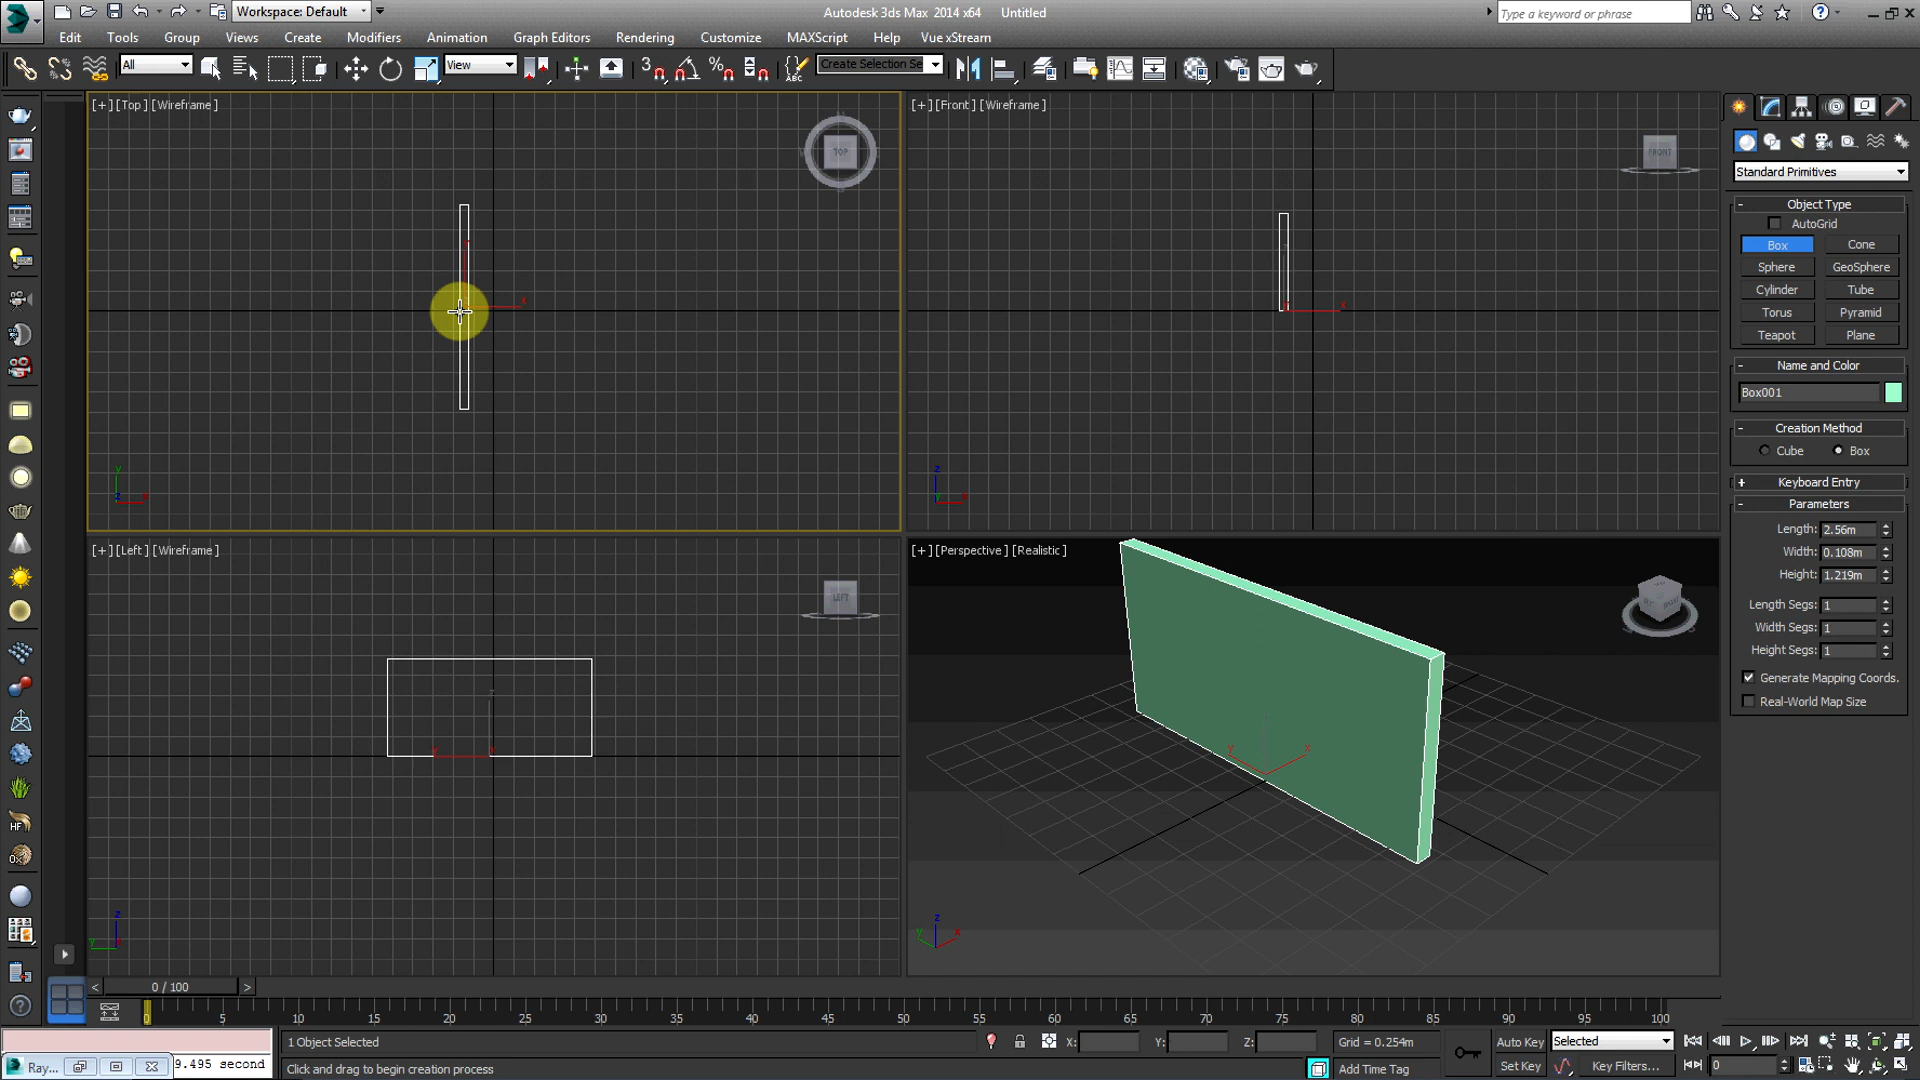 Workspace: Default
Autodesk 3ds Max 2014 x64 Untitled
Type a keyword or phrase
Edit Tools Group Views Create Modifiers Animation Graph Editors Rendering Customize MAXScript Help Vue xStream
All
View
3
Create Selection Se
ABC
[+] [Top] [Wireframe]
TOP
x
y
z
x
[+] [Front] [Wireframe]
FRONT
x
z
y
x
[+] [Left] [Wireframe]
LEFT
z
y
x
z
y
[+] [Perspective] [Realistic]
y
x
z
y
x
Standard Primitives
- Object Type
AutoGrid
Box Cone
Sphere GeoSphere
Cylinder Tube
Torus Pyramid
Teapot Plane
- Name and Color
Box001
- Creation Method
Cube Box
+ Keyboard Entry
- Parameters
Length: 2.56m
Width: 0.108m
Height: 1.219m
Length Segs: 1
Width Segs: 1
Height Segs: 1
Generate Mapping Coords.
Real-World Map Size
HF
Ox
< 0 / 100 >
5 10 15 20 25 30 35 40 45 50 55 60 65 70 75 80 85 90 95 100
1 Object Selected
X: Y: Z:
Grid = 0.254m
Auto Key
Selected
Ray...
9.495 second
Click and drag to begin creation process
Add Time Tag
Set Key
Key Filters...
0